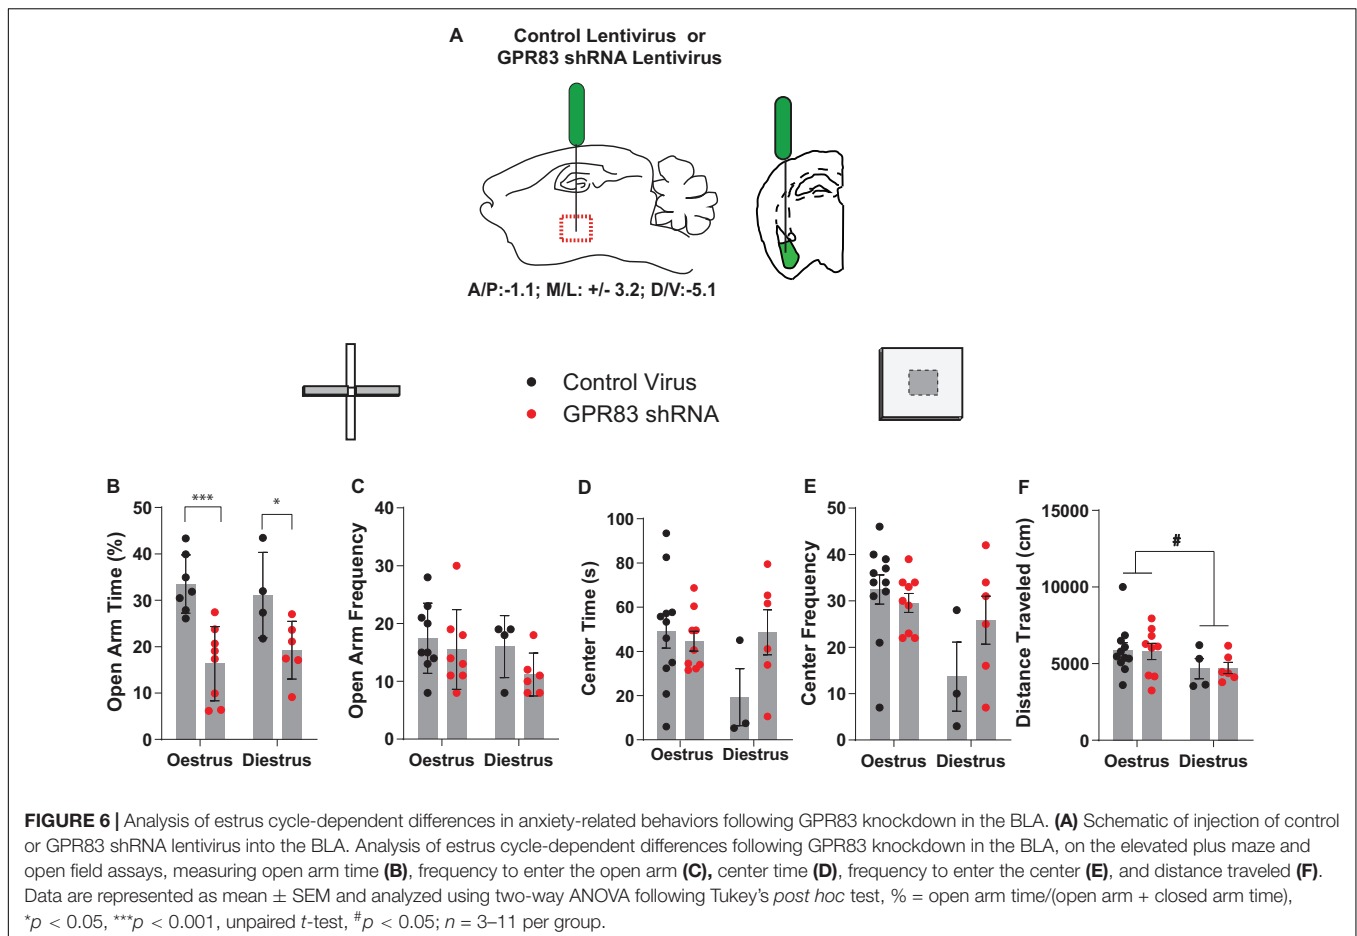 A
Control Lentivirus or
GPR83 shRNA Lentivirus
A/P:-1.1; M/L: +/- 3.2; D/V:-5.1
Control Virus
GPR83 shRNA
B
Open Arm Time (%)
50
40
30
20
10
0
***
*
Oestrus Diestrus
C
Open Arm Frequency
40
30
20
10
0
Oestrus Diestrus
D
Center Time (s)
100
80
60
40
20
0
Oestrus Diestrus
E
Center Frequency
50
40
30
20
10
0
Oestrus Diestrus
F
Distance Traveled (cm)
15000
10000
5000
0
#
Oestrus Diestrus
FIGURE 6 | Analysis of estrus cycle-dependent differences in anxiety-related behaviors following GPR83 knockdown in the BLA. (A) Schematic of injection of control
or GPR83 shRNA lentivirus into the BLA. Analysis of estrus cycle-dependent differences following GPR83 knockdown in the BLA, on the elevated plus maze and
open field assays, measuring open arm time (B), frequency to enter the open arm (C), center time (D), frequency to enter the center (E), and distance traveled (F).
Data are represented as mean ± SEM and analyzed using two-way ANOVA following Tukey's post hoc test, % = open arm time/(open arm + closed arm time),
*p < 0.05, ***p < 0.001, unpaired t-test, #p < 0.05; n = 3–11 per group.